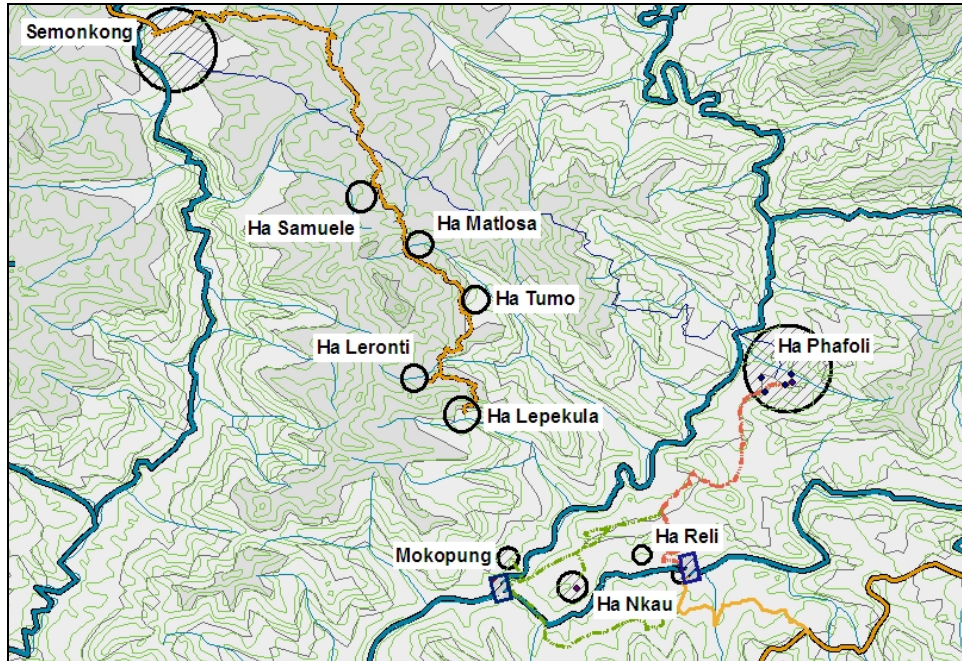 Semonkong
Ha Samuele
Ha Matlosa
Ha Tumo
Ha Leronti
Ha Phafoli
Ha Lepekula
Ha Reli
Mokopung
Ha Nkau